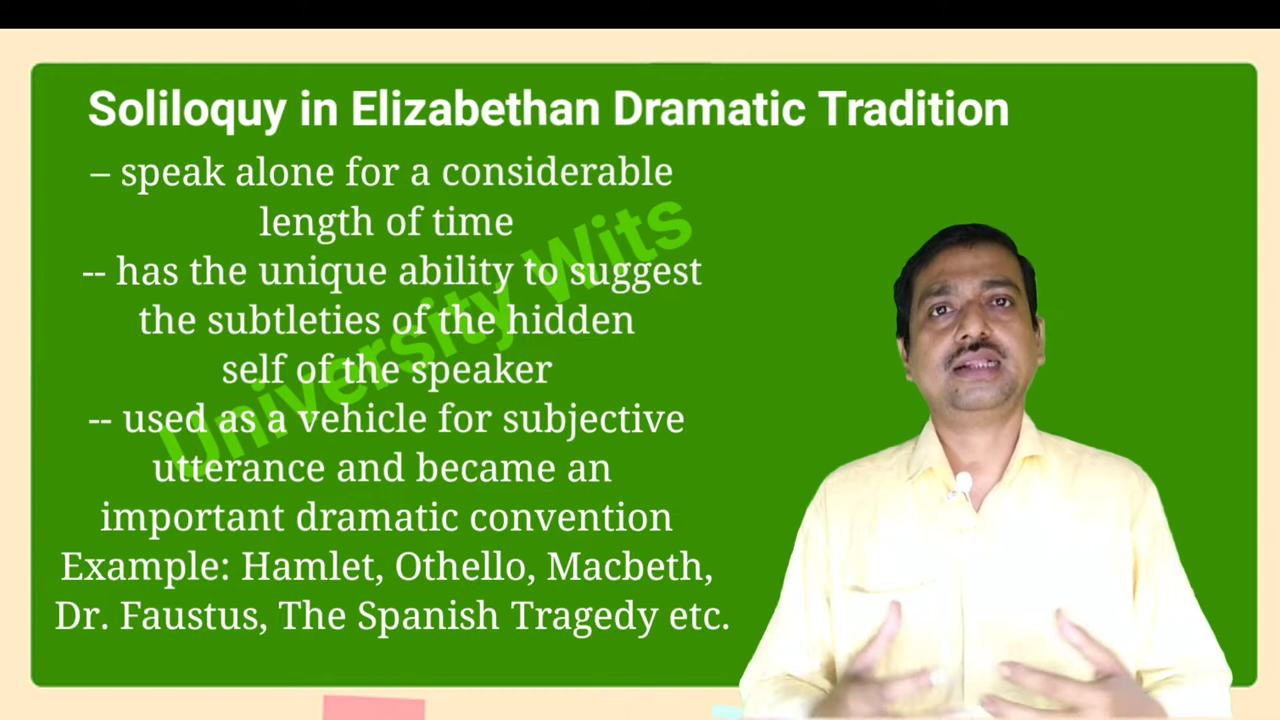 Soliloquy in Elizabethan Dramatic Tradition
– speak alone for a considerable
length of time
-- has the unique ability to suggest
the subtleties of the hidden
self of the speaker
-- used as a vehicle for subjective
utterance and became an
important dramatic convention
Example: Hamlet, Othello, Macbeth,
Dr. Faustus, The Spanish Tragedy etc.
University Wits